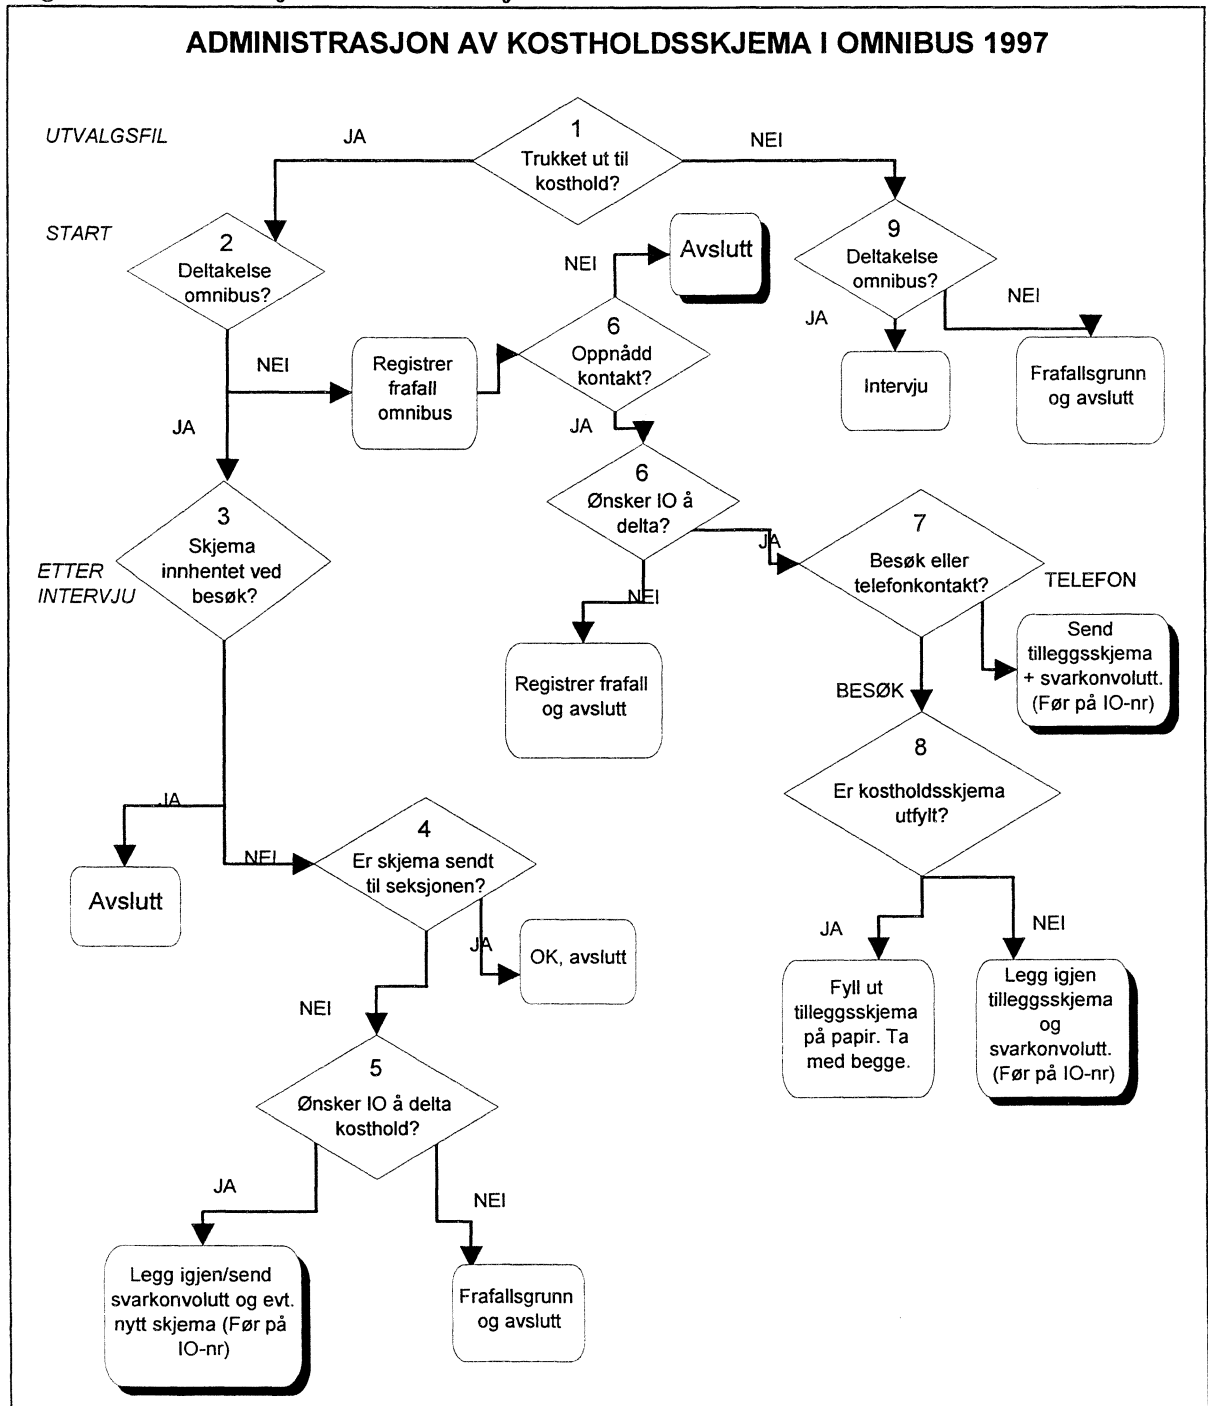 ADMINISTRASJON AV KOSTHOLDSSKJEMA I OMNIBUS 1997
UTVALGSFIL
JA
1
Trukket ut til
kosthold?
NEI
START
2
Deltakelse
omnibus?
NEI
Avslutt
9
Deltakelse
omnibus?
JA
NEI
NEI
Registrer
frafall
omnibus
6
Oppnådd
kontakt?
Intervju
Frafallsgrunn
og avslutt
JA
JA
6
Ønsker IO å
delta?
JA
NEI
3
Skjema
innhentet ved
besøk?
ETTER
INTERVJU
7
Besøk eller
telefonkontakt?
TELEFON
Send
tilleggsskjema
+ svarkonvolutt.
(Før på IO-nr)
Registrer frafall
og avslutt
BESØK
8
Er kostholdsskjema
utfylt?
JA
NEI
Avslutt
4
Er skjema sendt
til seksjonen?
JA
OK, avslutt
JA
NEI
Fyll ut
tilleggsskjema
på papir. Ta
med begge.
Legg igjen
tilleggsskjema
og
svarkonvolutt.
(Før på IO-nr)
NEI
5
Ønsker IO å delta
kosthold?
JA
NEI
Legg igjen/send
svarkonvolutt og evt.
nytt skjema (Før på
IO-nr)
Frafallsgrunn
og avslutt